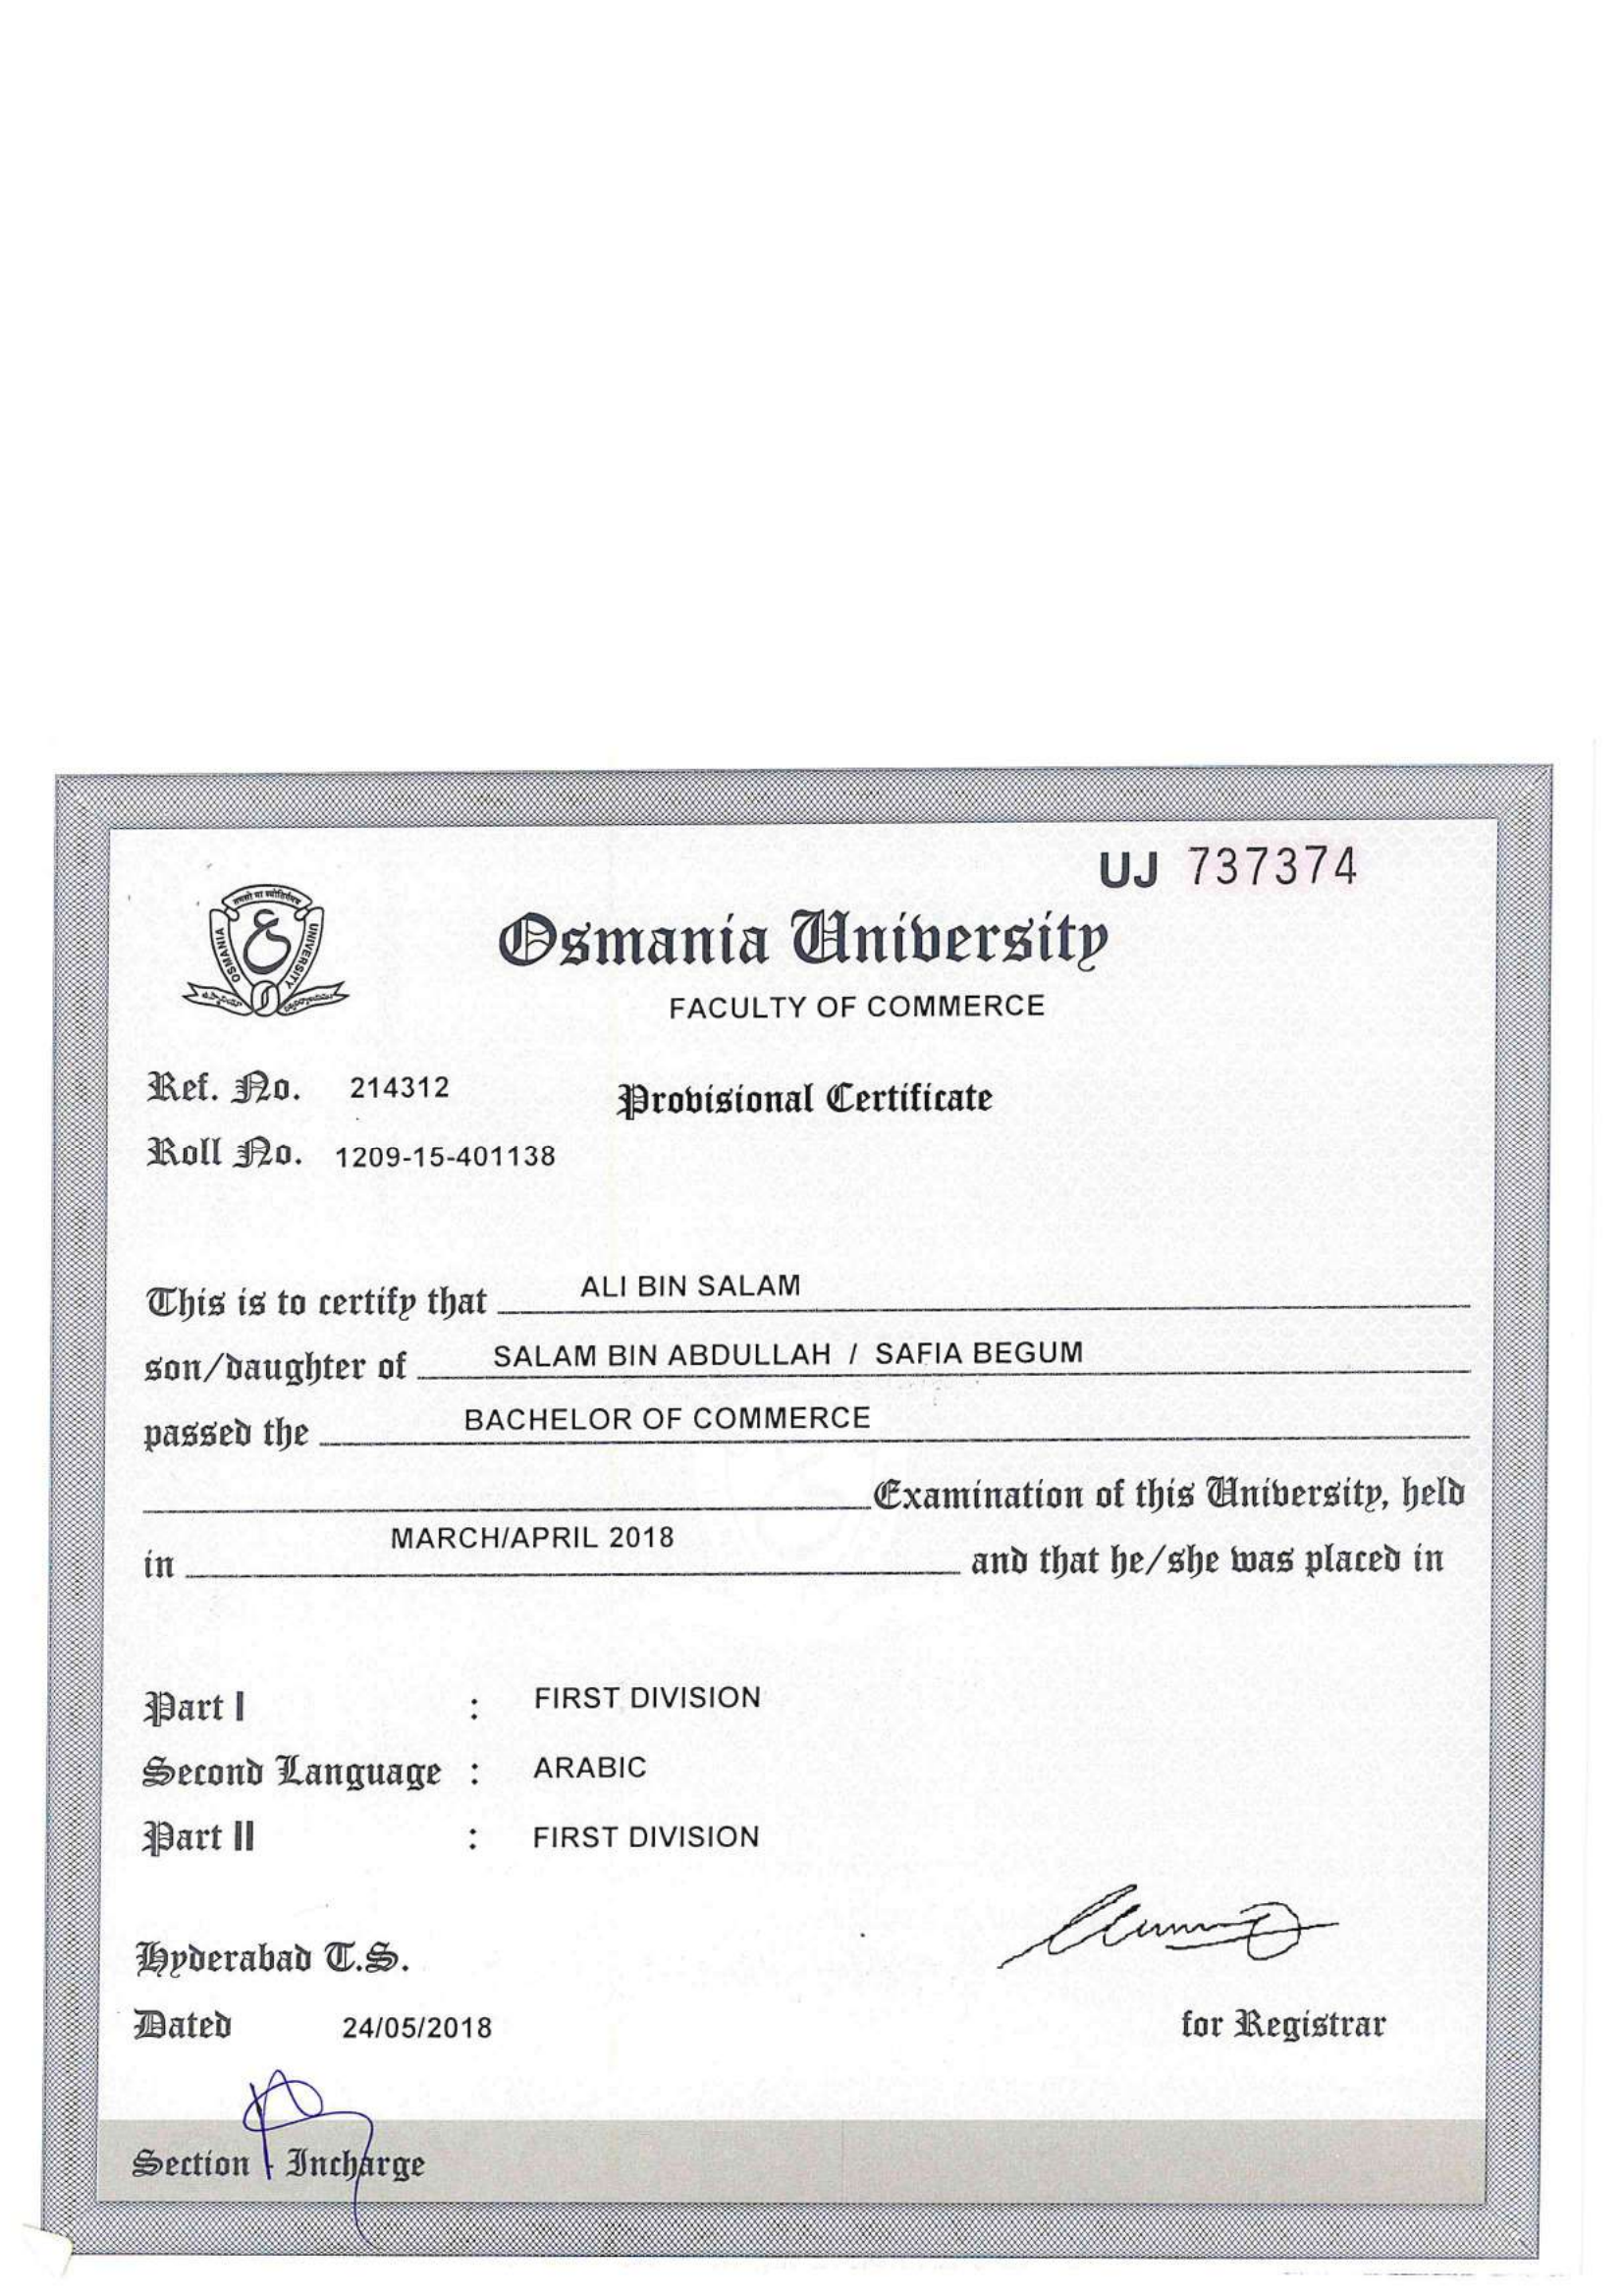 UJ 737374
तमसो मा ज्योतिर्गमय
OSMANIA UNIVERSITY
Osmania University
FACULTY OF COMMERCE
Ref. No. 214312
Provisional Certificate
Roll No. 1209-15-401138
This is to certify that ALI BIN SALAM
son/daughter of SALAM BIN ABDULLAH / SAFIA BEGUM
passed the BACHELOR OF COMMERCE
Examination of this University, held
in MARCH/APRIL 2018 and that he/she was placed in
Part I : FIRST DIVISION
Second Language : ARABIC
Part II : FIRST DIVISION
Hyderabad T.S.
Dated 24/05/2018
for Registrar
Section - Incharge